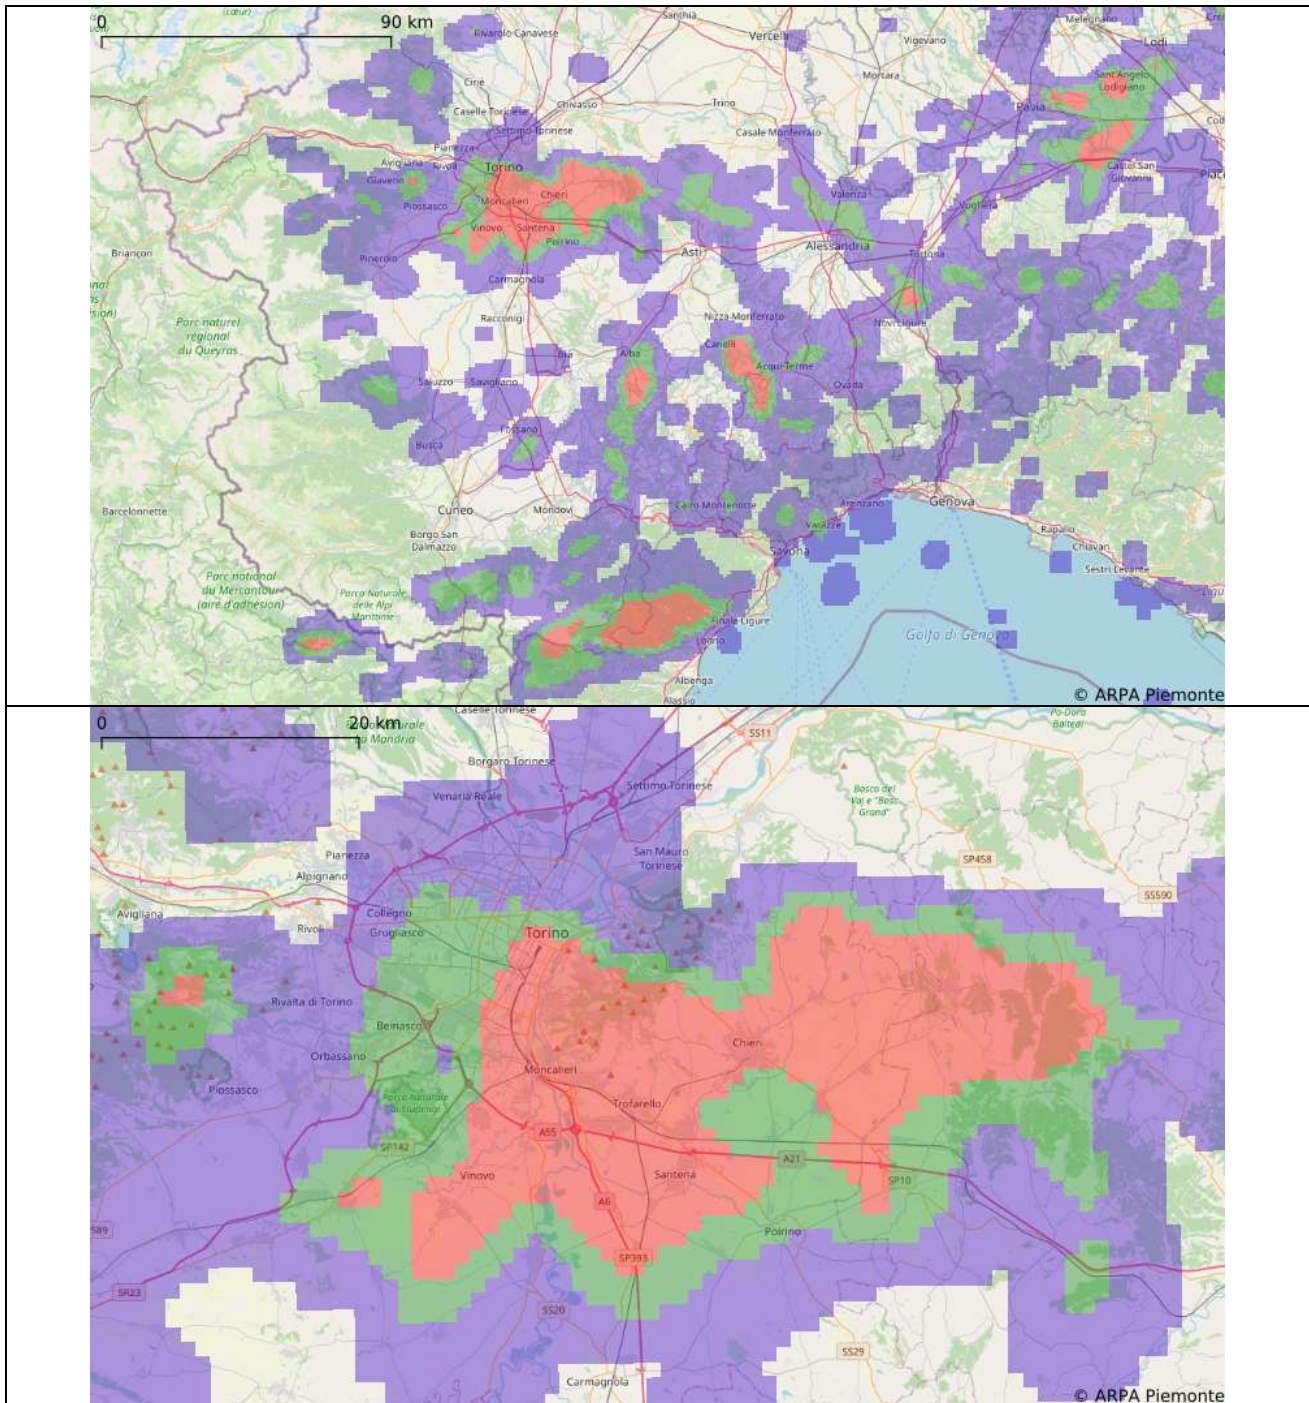 0 90 km
Rivarolo Canavese
Santhià
Vercelli
Vigevano
Melegnano
Lodi
Cirie
Mortara
Sant'Angelo
Lodigiano
Caselle Torinese
Chivasso
Trino
Pavia
Settimo Torinese
Casale Monferrato
Pianezza
Avigliana
Rivoli
Torino
Castel San
Giovanni
Giaveno
Chieri
Valenza
Piossasco
Moncalieri
Voghera
Vinovo
Santena
Poirino
Alessandria
Briançon
Pinerolo
Asti
Tortona
Carmagnola
Parc naturel
régional
du Queyras
Racconigi
Nizza Monferrato
Novi Ligure
Bra
Alba
Canelli
Acqui Terme
Saluzzo
Savigliano
Ovada
Busca
Fossano
Barcelonnette
Cuneo
Mondovì
Cairo Montenotte
Arenzano
Genova
Borgo San
Dalmazzo
Varazze
Rapallo
Savona
Chiavari
Sestri Levante
Parc national
du Mercantour
(aire d'adhésion)
Parco Naturale
delle Alpi
Marittime
Finale Ligure
Loano
Golfo di Genova
Albenga
Alassio
© ARPA Piemonte
0 20 km
Caselle Torinese
Mandria
SS11
Po-Dora
Baltea)
Borgaro Torinese
Venaria Reale
Settimo Torinese
Bosco del
Grand"
Pianezza
San Mauro
Torinese
SP458
Alpignano
SS590
Avigliana
Collegno
Rivoli
Grugliasco
Torino
Rivalta di Torino
Beinasco
Chieri
Orbassano
Moncalieri
Piossasco
Parco Naturale
di Stupinigi
Trofarello
A55
SP142
A21
Vinovo
Santena
SP10
A6
589
Poirino
SP393
SR23
SS20
SS29
Carmagnola
© ARPA Piemonte